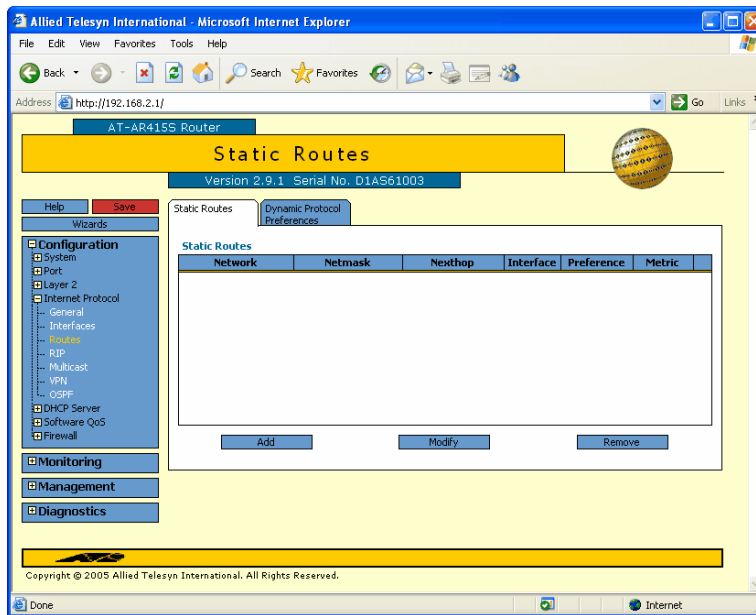 Allied Telesyn International - Microsoft Internet Explorer
File Edit View Favorites Tools Help
Back Search Favorites
Address http://192.168.2.1/ Go Links
AT-AR415S Router
Static Routes
Version 2.9.1 Serial No. D1AS61003
Help Save
Wizards
Configuration
System
Port
Layer 2
Internet Protocol
General
Interfaces
Routes
RIP
Multicast
VPN
OSPF
DHCP Server
Software QoS
Firewall
Monitoring
Management
Diagnostics
Static Routes
Dynamic Protocol
Preferences
Static Routes
Network Netmask Nexthop Interface Preference Metric
Add Modify Remove
Copyright © 2005 Allied Telesyn International. All Rights Reserved.
Done Internet